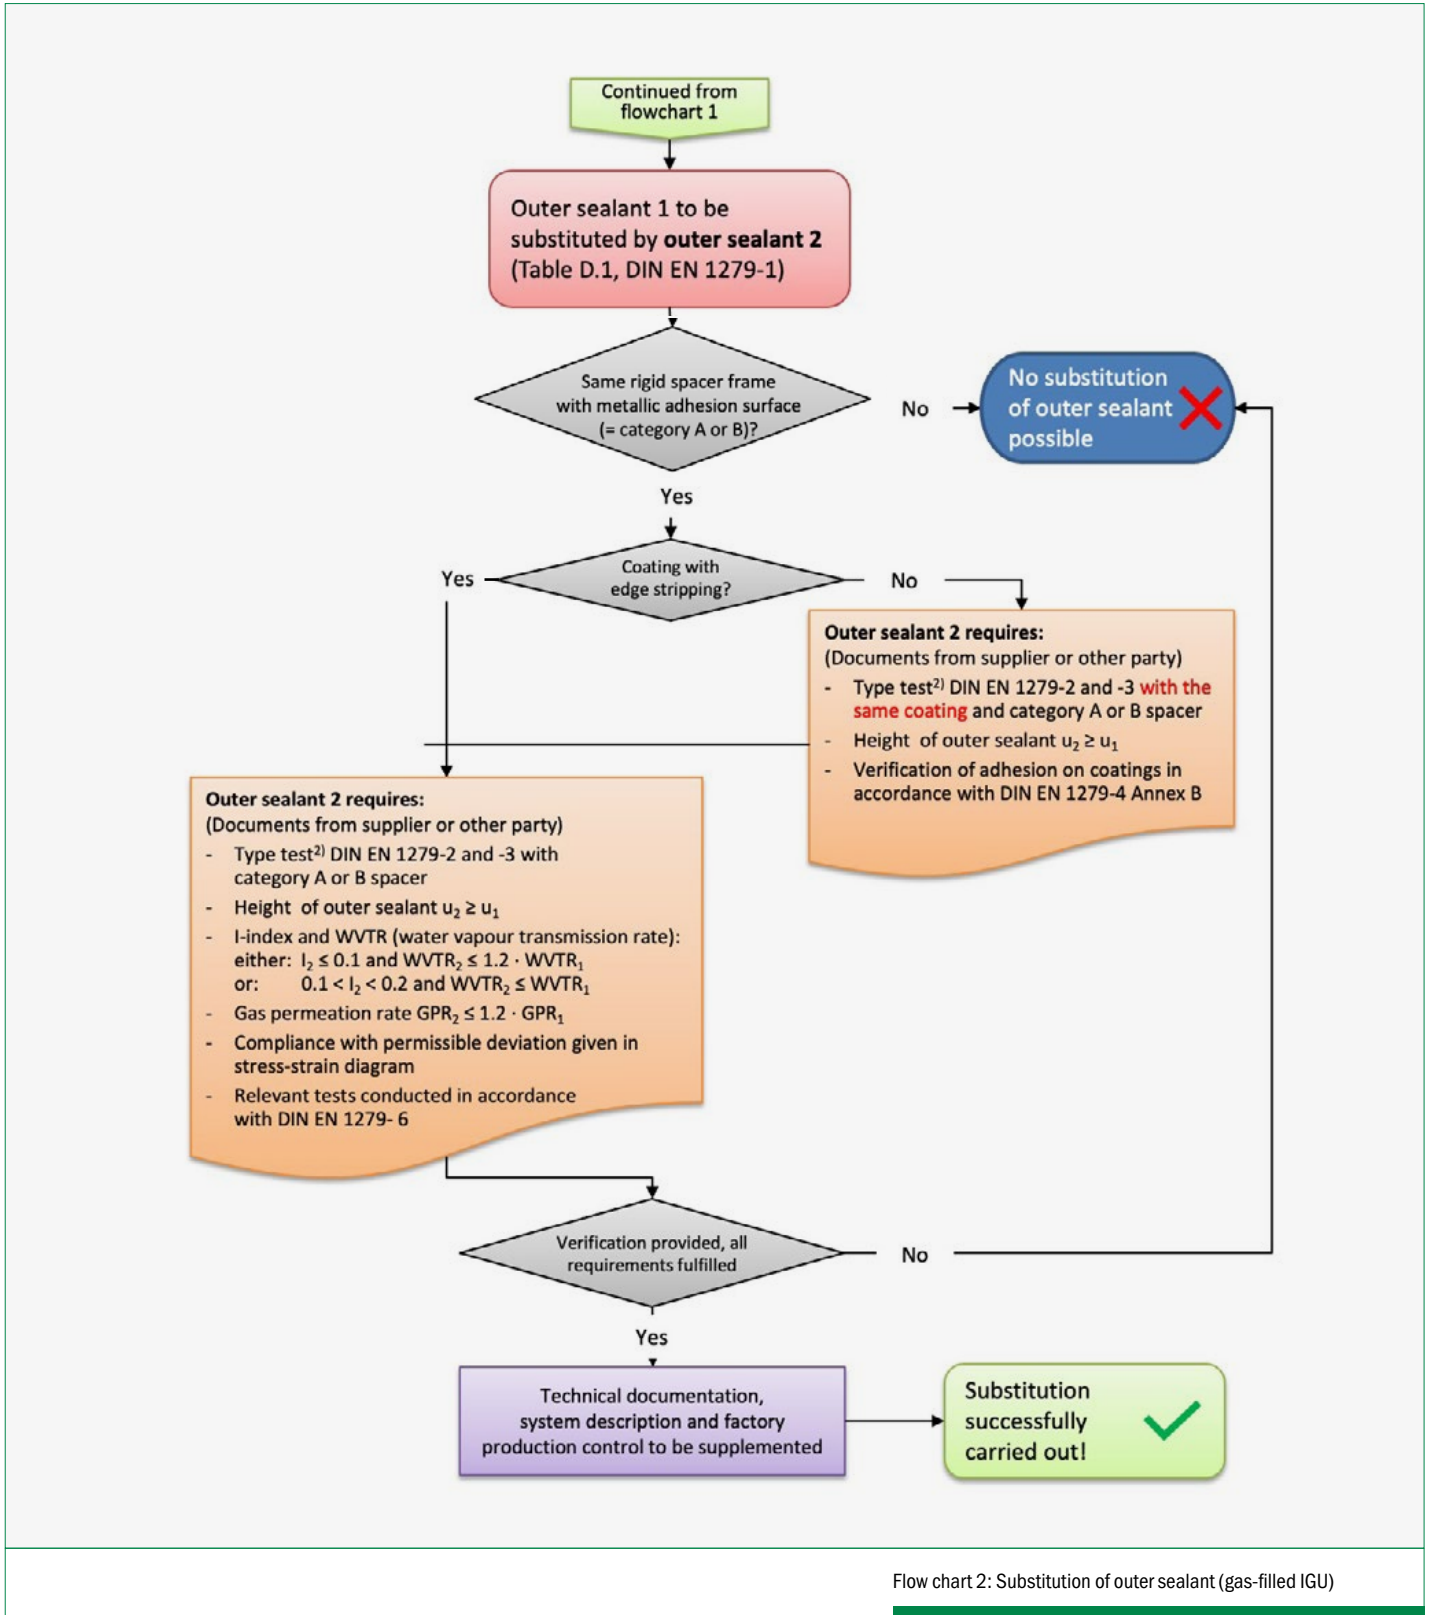 Continued from
flowchart 1
Outer sealant 1 to be
substituted by outer sealant 2
(Table D.1, DIN EN 1279-1)
Same rigid spacer frame
with metallic adhesion surface
(= category A or B)?
No
No substitution
of outer sealant
possible
Yes
Coating with
edge stripping?
Yes
No
Outer sealant 2 requires:
(Documents from supplier or other party)
- Type test²⁾ DIN EN 1279-2 and -3 with the
same coating and category A or B spacer
- Height of outer sealant u₂ ≥ u₁
- Verification of adhesion on coatings in
accordance with DIN EN 1279-4 Annex B
Outer sealant 2 requires:
(Documents from supplier or other party)
- Type test²⁾ DIN EN 1279-2 and -3 with
category A or B spacer
- Height of outer sealant u₂ ≥ u₁
- I-index and WVTR (water vapour transmission rate):
either: I₂ ≤ 0.1 and WVTR₂ ≤ 1.2 · WVTR₁
or: 0.1 < I₂ < 0.2 and WVTR₂ ≤ WVTR₁
- Gas permeation rate GPR₂ ≤ 1.2 · GPR₁
- Compliance with permissible deviation given in
stress-strain diagram
- Relevant tests conducted in accordance
with DIN EN 1279- 6
Verification provided, all
requirements fulfilled
No
Yes
Technical documentation,
system description and factory
production control to be supplemented
Substitution
successfully
carried out!
Flow chart 2: Substitution of outer sealant (gas-filled IGU)